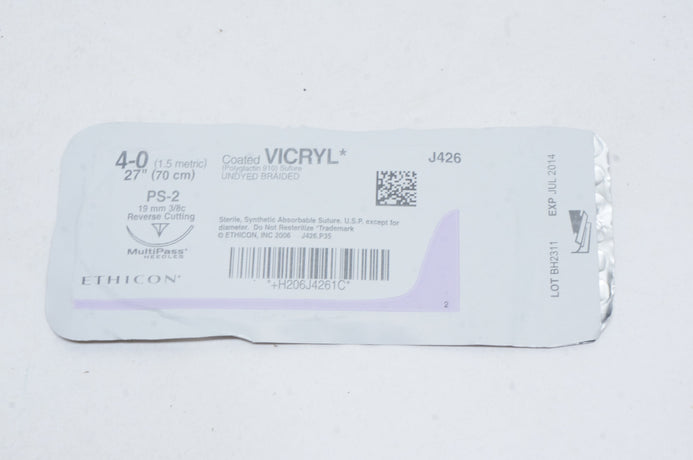 4-0 (1.5 metric)
27" (70 cm)
PS-2
19 mm 3/8c
Reverse Cutting
MultiPass*
NEEDLES
ETHICON*
Coated VICRYL*
(Polyglactin 910) Suture
UNDYED BRAIDED
J426
Sterile, Synthetic Absorbable Suture. U.S.P. except for
diameter. Do Not Resterilize *Trademark
© ETHICON, INC 2006 J426.P35
*+H206J4261C*
2
LOT BH2311 EXP JUL 2014